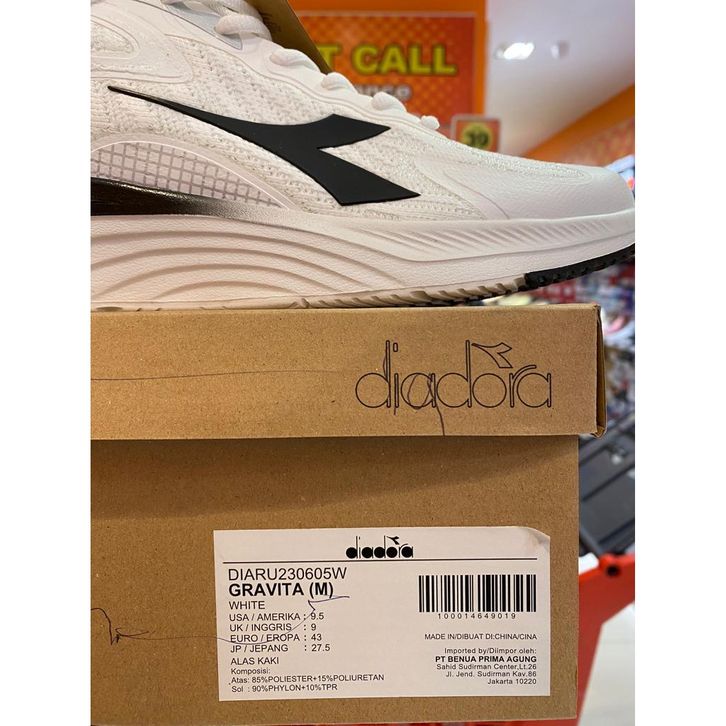 T CALL
diadora
diadora
DIARU230605W
GRAVITA (M)
WHITE
USA / AMERIKA : 9.5
UK / INGGRIS : 9
EURO / EROPA : 43
JP / JEPANG : 27.5
ALAS KAKI
Komposisi:
Atas: 85%POLIESTER+15%POLIURETAN
Sol : 90%PHYLON+10%TPR
100014649019
MADE IN/DIBUAT DI:CHINA/CINA
Imported by/Diimpor oleh:
PT BENUA PRIMA AGUNG
Sahid Sudirman Center,Lt.26
Jl. Jend. Sudirman Kav.86
Jakarta 10220